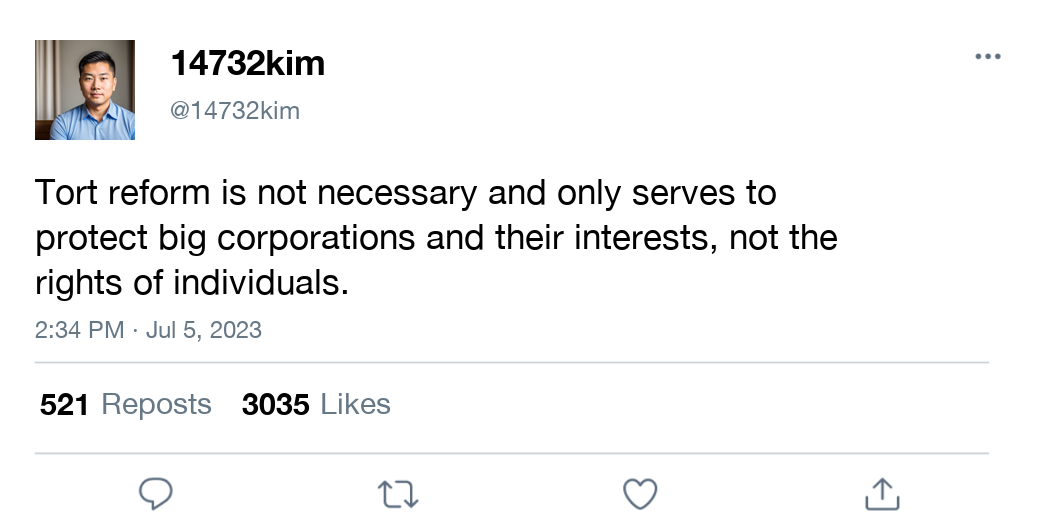 14732kim
@14732kim
Tort reform is not necessary and only serves to
protect big corporations and their interests, not the
rights of individuals.
2:34 PM · Jul 5, 2023
521 Reposts 3035 Likes